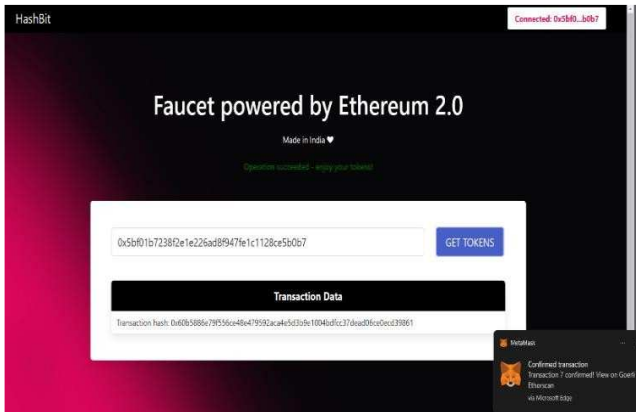 HashBit
Connected: 0x5bf0...b0b7
Faucet powered by Ethereum 2.0
Made in India ♥
Operation succeeded - enjoy your tokens!
0x5bf01b7238f2e1e226ad8f947fe1c1128ce5b0b7
GET TOKENS
Transaction Data
Transaction hash:
MetaMask
...
Confirmed transaction
Transaction 7 confirmed! View on Goerli
Etherscan
via Microsoft Edge